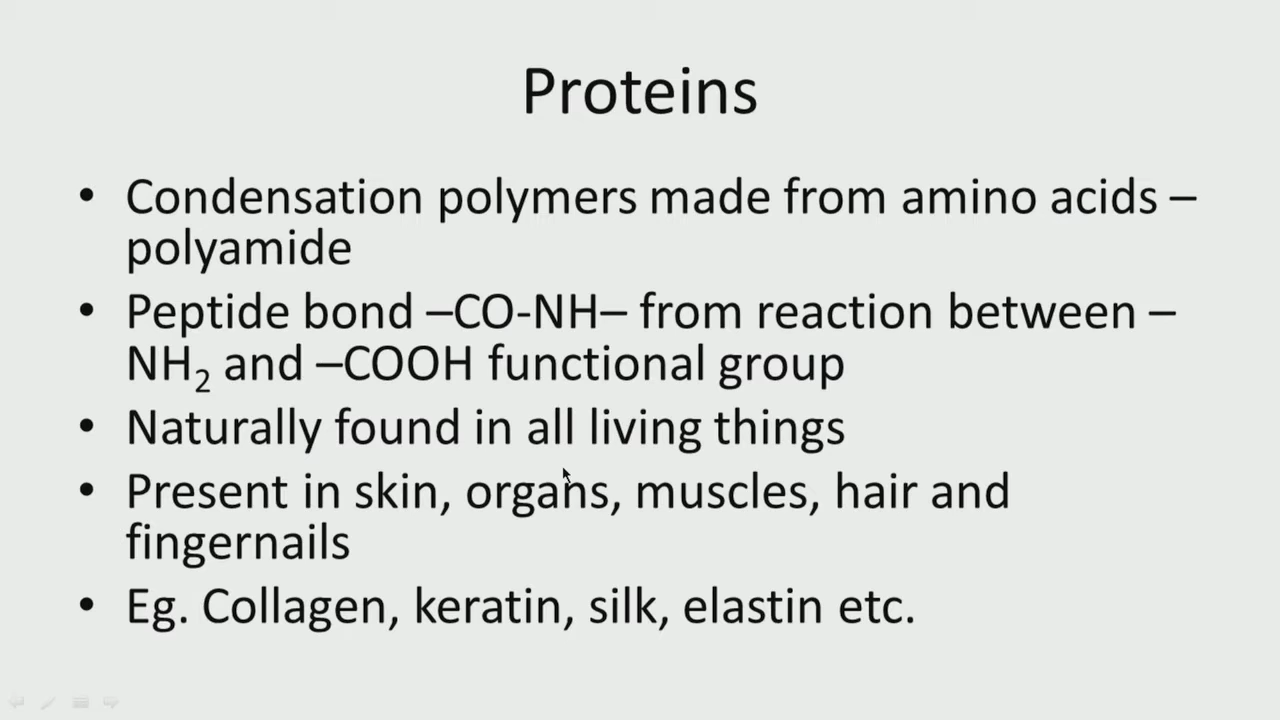 Proteins
• Condensation polymers made from amino acids –
polyamide
• Peptide bond –CO-NH– from reaction between –
NH₂ and –COOH functional group
• Naturally found in all living things
• Present in skin, organs, muscles, hair and
fingernails
• Eg. Collagen, keratin, silk, elastin etc.